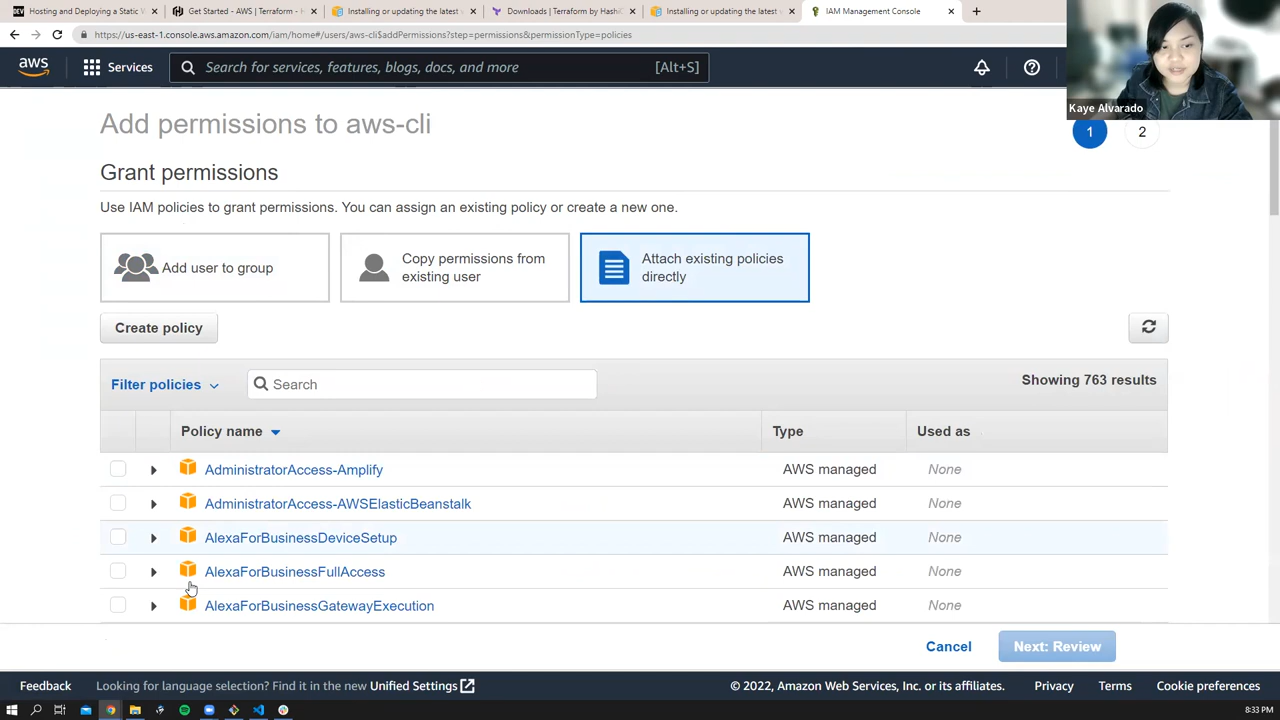 DEV
Hosting and Deploying a Static W
Get Started - AWS | Terraform - H
Installing or updating the latest v
Downloads | Terraform by HashiC
Installing or updating the latest v
IAM Management Console
https://us-east-1.console.aws.amazon.com/iam/home#/users/aws-cli$addPermissions?step=permissions&permissionType=policies
aws
Services
Search for services, features, blogs, docs, and more
[Alt+S]
Kaye Alvarado
Add permissions to aws-cli
1
2
Grant permissions
Use IAM policies to grant permissions. You can assign an existing policy or create a new one.
Add user to group
Copy permissions from
existing user
Attach existing policies
directly
Create policy
Filter policies
Search
Showing 763 results
Policy name
Type
Used as
AdministratorAccess-Amplify
AWS managed
None
AdministratorAccess-AWSElasticBeanstalk
AWS managed
None
AlexaForBusinessDeviceSetup
AWS managed
None
AlexaForBusinessFullAccess
AWS managed
None
AlexaForBusinessGatewayExecution
AWS managed
None
Cancel
Next: Review
Feedback
Looking for language selection? Find it in the new Unified Settings
© 2022, Amazon Web Services, Inc. or its affiliates.
Privacy
Terms
Cookie preferences
8:33 PM